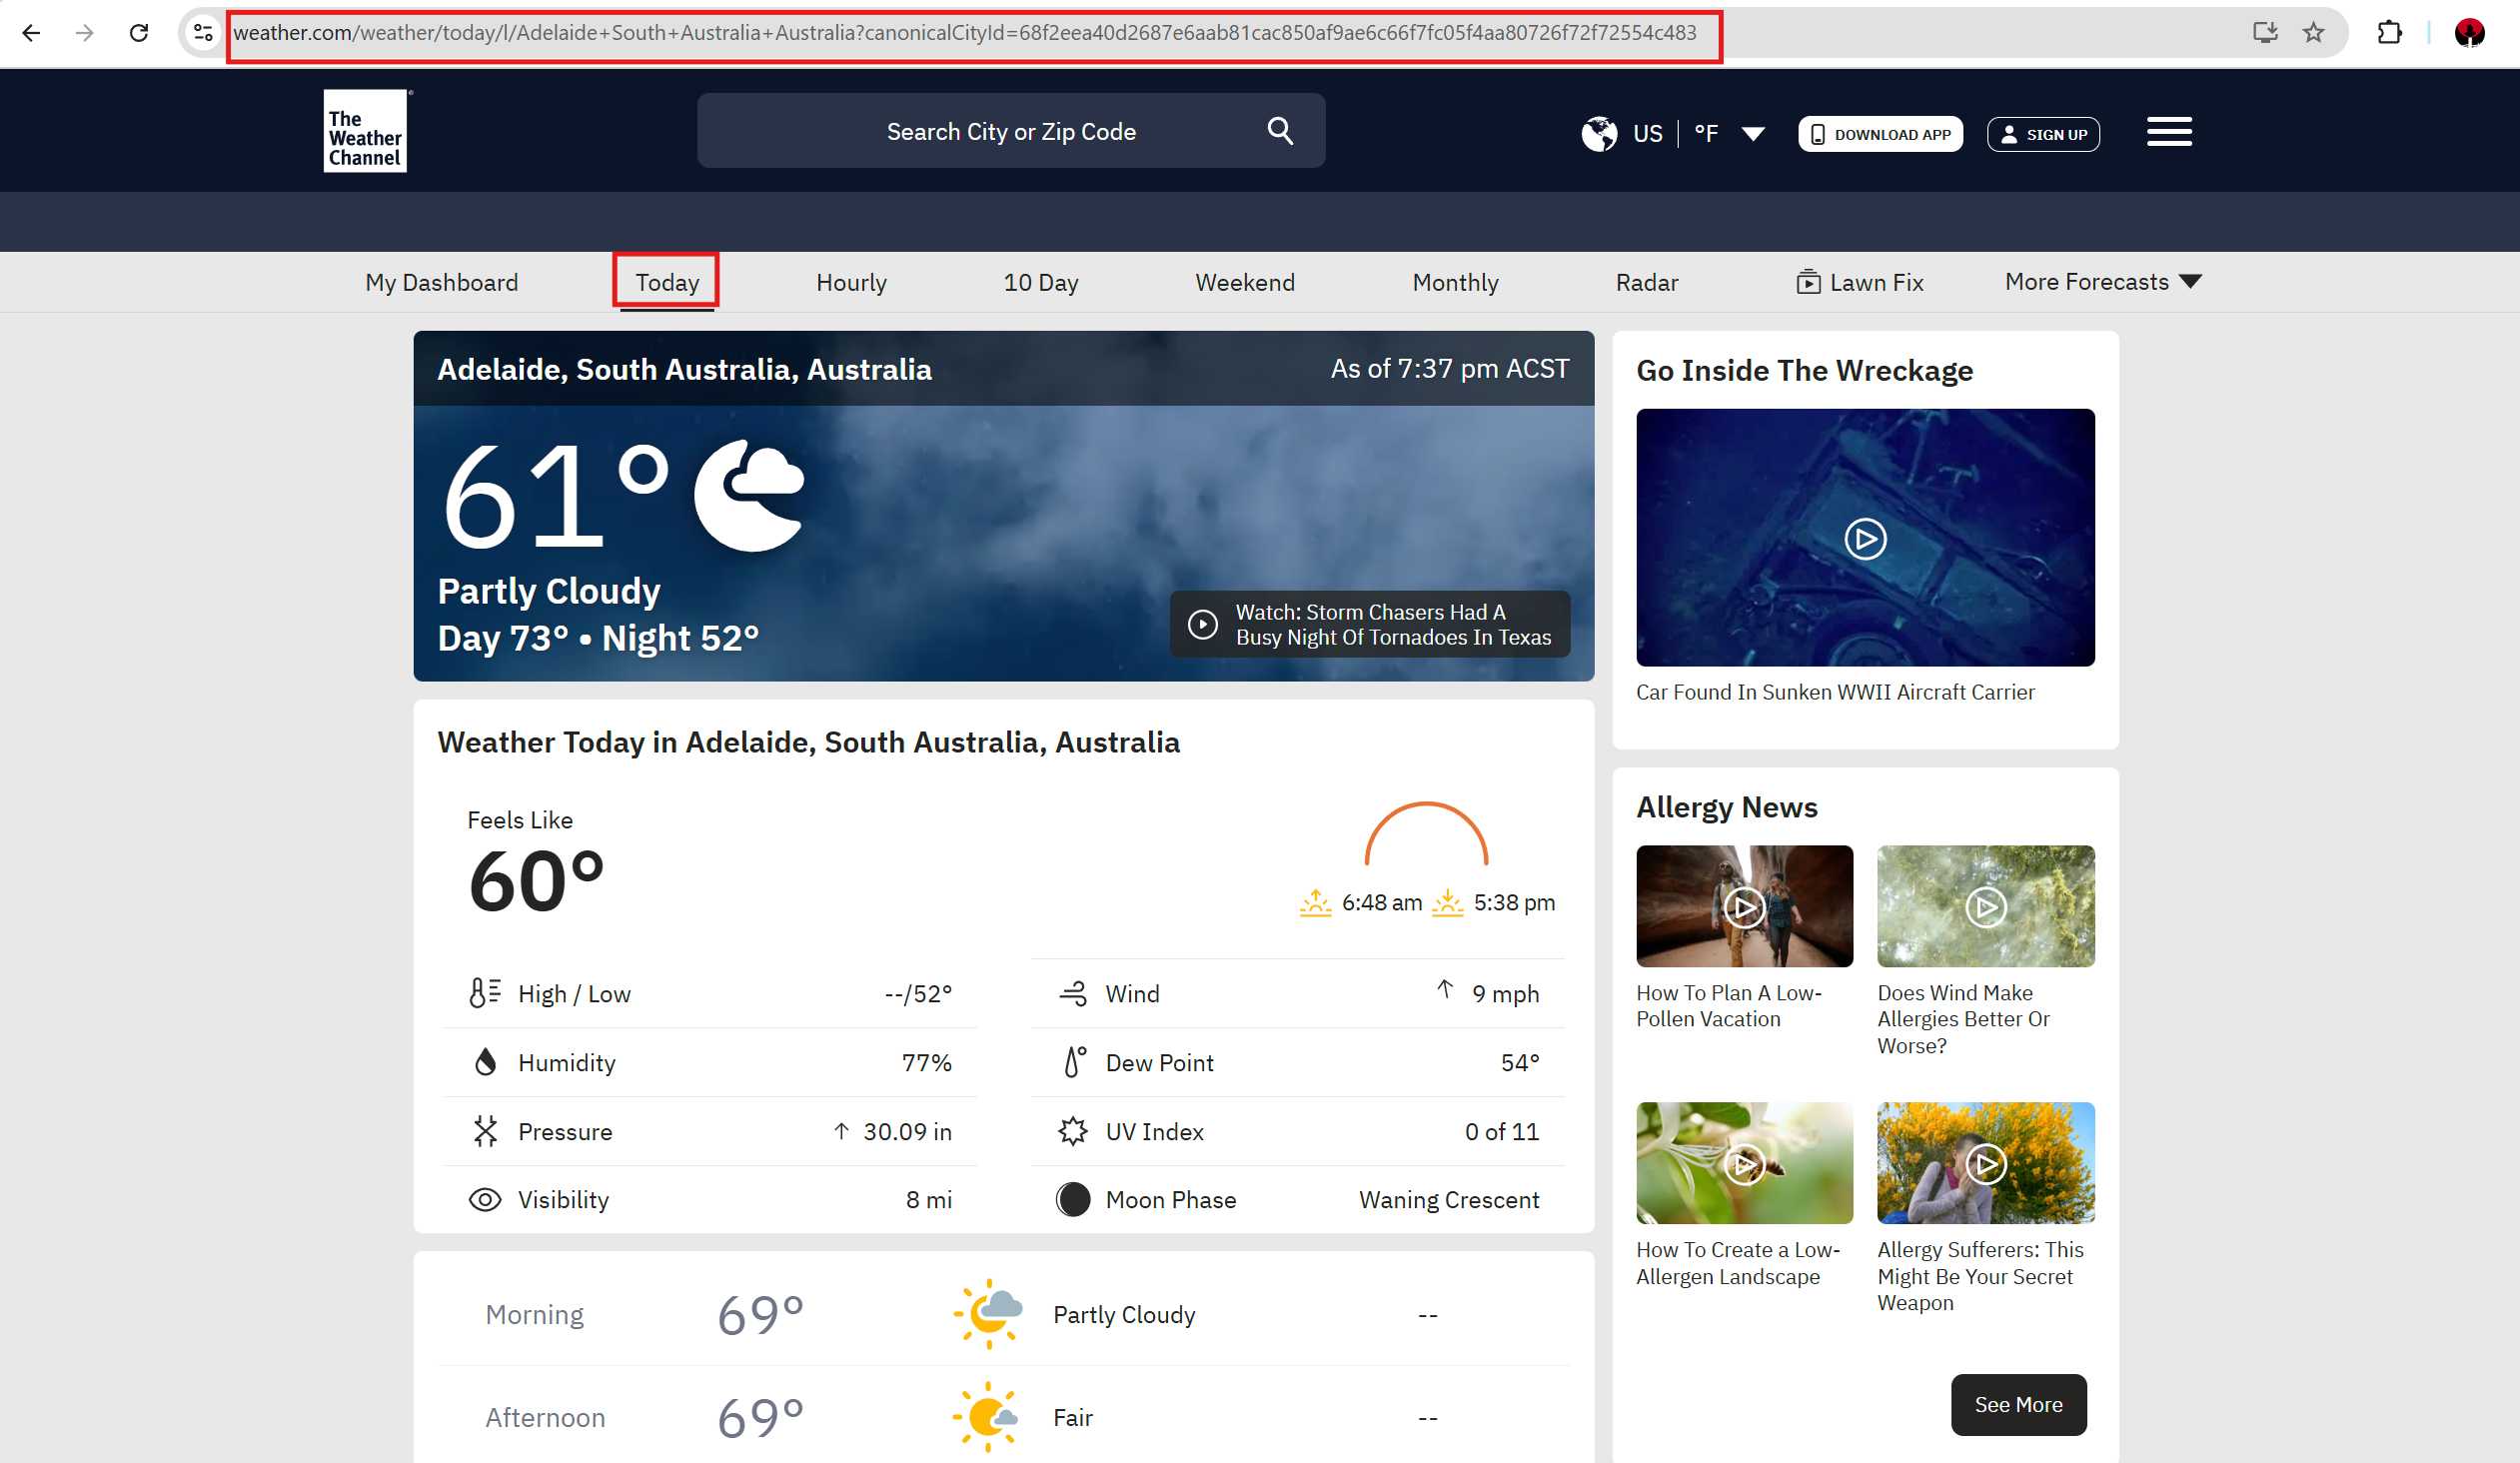 weather.com/weather/today/l/Adelaide+South+Australia+Australia?canonicalCityId=68f2eea40d2687e6aab81cac850af9ae6c66f7fc05f4aa80726f72f72554c483
The
Weather
Channel
Search City or Zip Code
US | °F
DOWNLOAD APP
SIGN UP
My Dashboard
Today
Hourly
10 Day
Weekend
Monthly
Radar
Lawn Fix
More Forecasts
Adelaide, South Australia, Australia
As of 7:37 pm ACST
61°
Partly Cloudy
Day 73° • Night 52°
Watch: Storm Chasers Had A
Busy Night Of Tornadoes In Texas
Weather Today in Adelaide, South Australia, Australia
Feels Like
60°
6:48 am
5:38 pm
High / Low
--/52°
Wind
9 mph
Humidity
77%
Dew Point
54°
Pressure
↑ 30.09 in
UV Index
0 of 11
Visibility
8 mi
Moon Phase
Waning Crescent
Morning
69°
Partly Cloudy
--
Afternoon
69°
Fair
--
Go Inside The Wreckage
Car Found In Sunken WWII Aircraft Carrier
Allergy News
How To Plan A Low-
Pollen Vacation
Does Wind Make
Allergies Better Or
Worse?
How To Create a Low-
Allergen Landscape
Allergy Sufferers: This
Might Be Your Secret
Weapon
See More